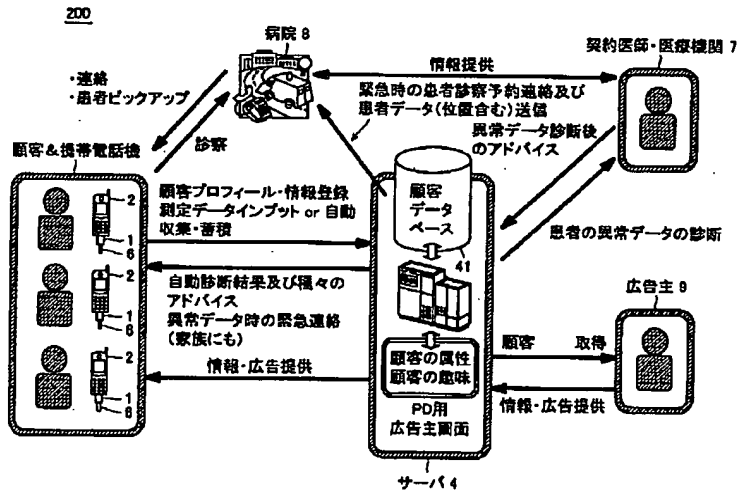 200
病院 8
契約医師・医療機関 7
情報提供
・連絡
・患者ピックアップ
緊急時の患者診察予約連絡及び
患者データ(位置含む)送信
診察
異常データ診断後
のアドバイス
顧客&携帯電話機
顧客
データ
ベース
41
顧客プロフィール・情報登録
測定データインプット or 自動
収集・蓄積
2
1
6
患者の異常データの診断
自動診断結果及び種々の
アドバイス
異常データ時の緊急連絡
(家族にも)
2
1
6
広告主 9
顧客 取得
顧客の属性
顧客の趣味
情報・広告提供
2
1
6
情報・広告提供
PD用
広告主画面
サーバ 4